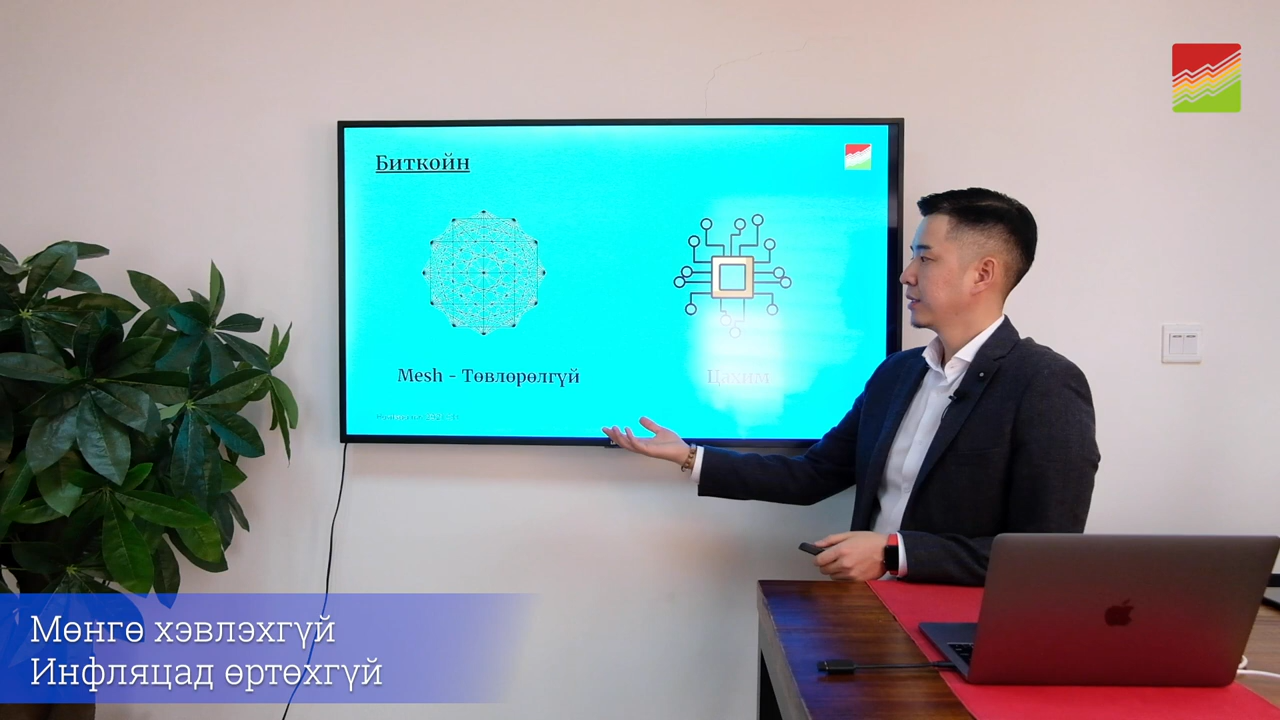 Биткойн
Mesh - Төвлөрөлгүй
Цахим
Мөнгө хэвлэхгүй
Инфляцад өртөхгүй